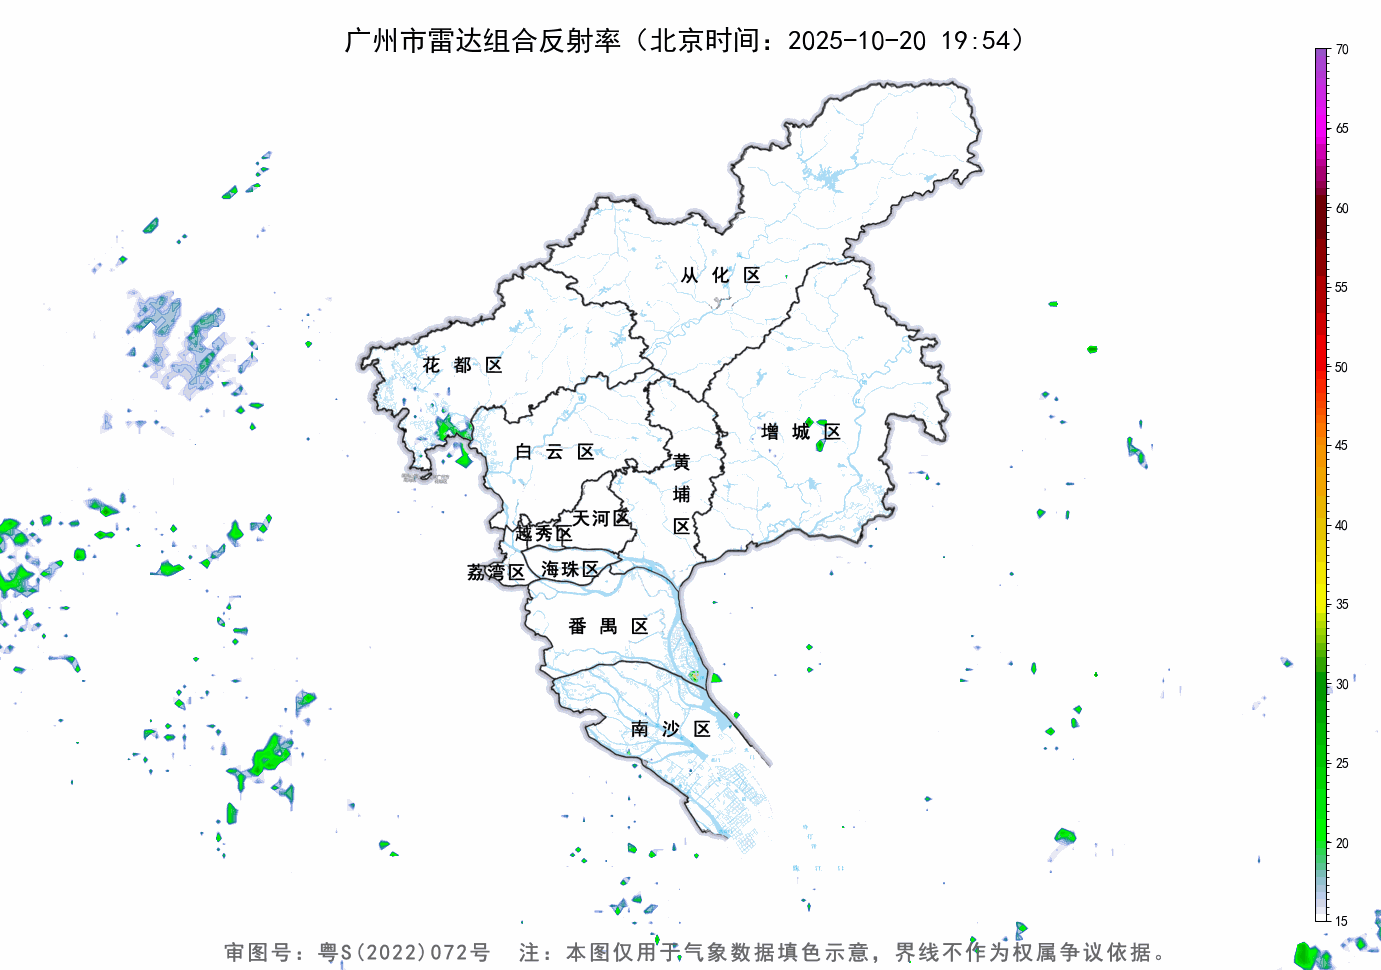 广州市雷达组合反射率（北京时间：2025-10-20 19:54）
70
65
60
55
50
45
40
35
30
25
20
15
从化区
花都区
增城区
白云区
黄埔区
天河区
越秀区
荔湾区
海珠区
番禺区
南沙区
审图号：粤S(2022)072号 注：本图仅用于气象数据填色示意，界线不作为权属争议依据。